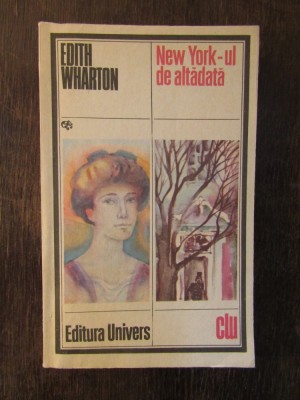 EDITH
WHARTON
New York-ul
de altădată
Editura Univers
clu